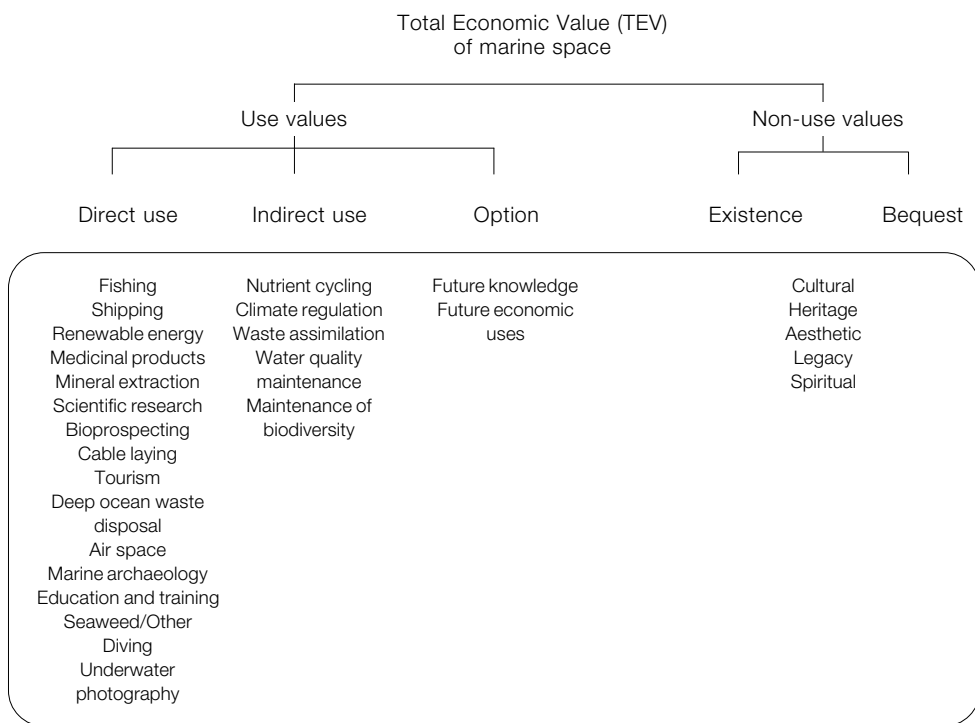 Total Economic Value (TEV)
of marine space
Use values
Non-use values
Direct use
Indirect use
Option
Existence
Bequest
Fishing
Shipping
Renewable energy
Medicinal products
Mineral extraction
Scientific research
Bioprospecting
Cable laying
Tourism
Deep ocean waste
disposal
Air space
Marine archaeology
Education and training
Seaweed/Other
Diving
Underwater
photography
Nutrient cycling
Climate regulation
Waste assimilation
Water quality
maintenance
Maintenance of
biodiversity
Future knowledge
Future economic
uses
Cultural
Heritage
Aesthetic
Legacy
Spiritual